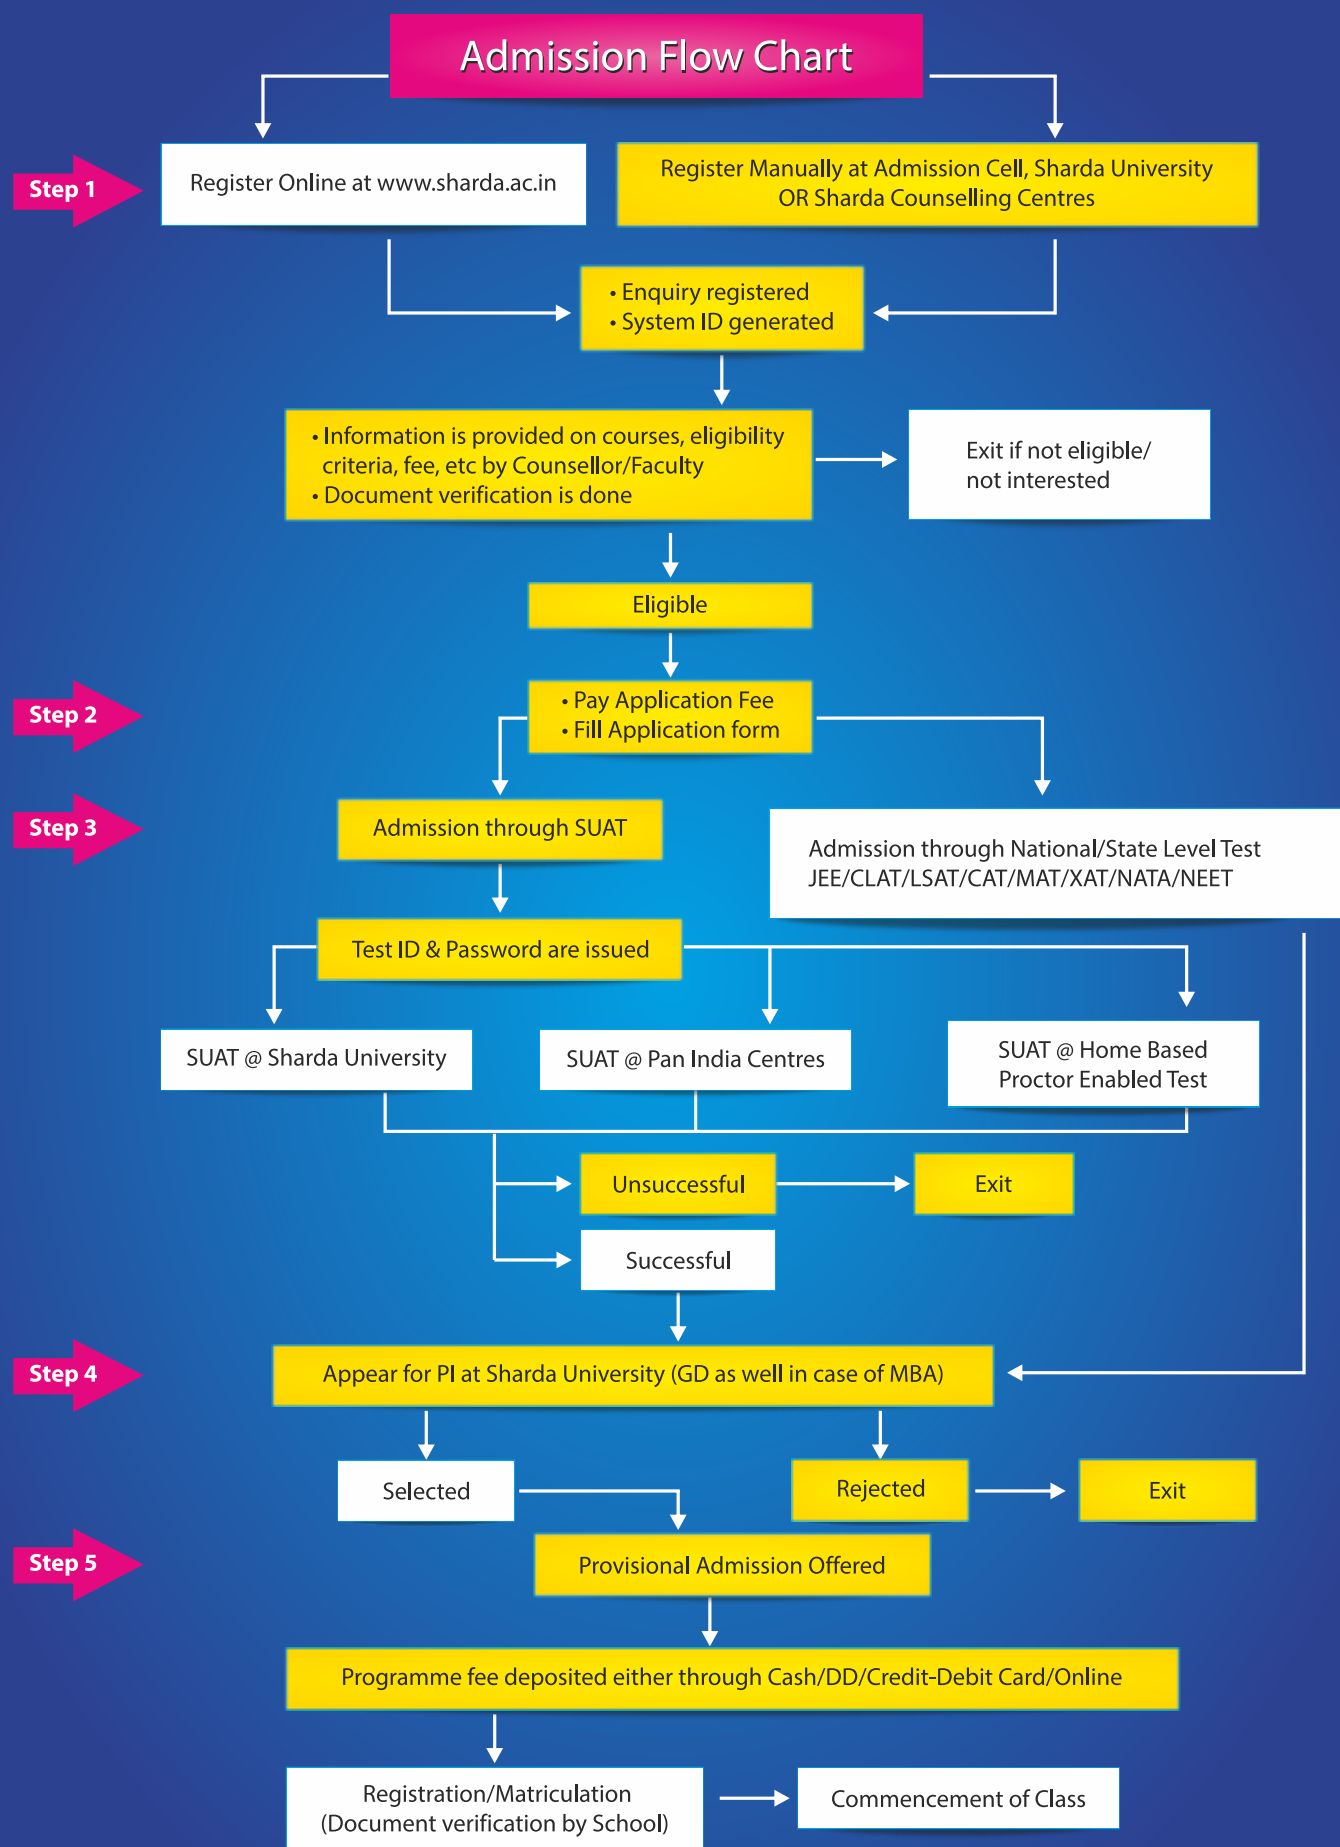 Admission Flow Chart
Step 1
Register Online at www.sharda.ac.in
Register Manually at Admission Cell, Sharda University
OR Sharda Counselling Centres
• Enquiry registered
• System ID generated
• Information is provided on courses, eligibility
criteria, fee, etc by Counsellor/Faculty
• Document verification is done
Exit if not eligible/
not interested
Eligible
Step 2
• Pay Application Fee
• Fill Application form
Step 3
Admission through SUAT
Admission through National/State Level Test
JEE/CLAT/LSAT/CAT/MAT/XAT/NATA/NEET
Test ID & Password are issued
SUAT @ Sharda University
SUAT @ Pan India Centres
SUAT @ Home Based
Proctor Enabled Test
Unsuccessful
Exit
Successful
Step 4
Appear for PI at Sharda University (GD as well in case of MBA)
Selected
Rejected
Exit
Step 5
Provisional Admission Offered
Programme fee deposited either through Cash/DD/Credit-Debit Card/Online
Registration/Matriculation
(Document verification by School)
Commencement of Class